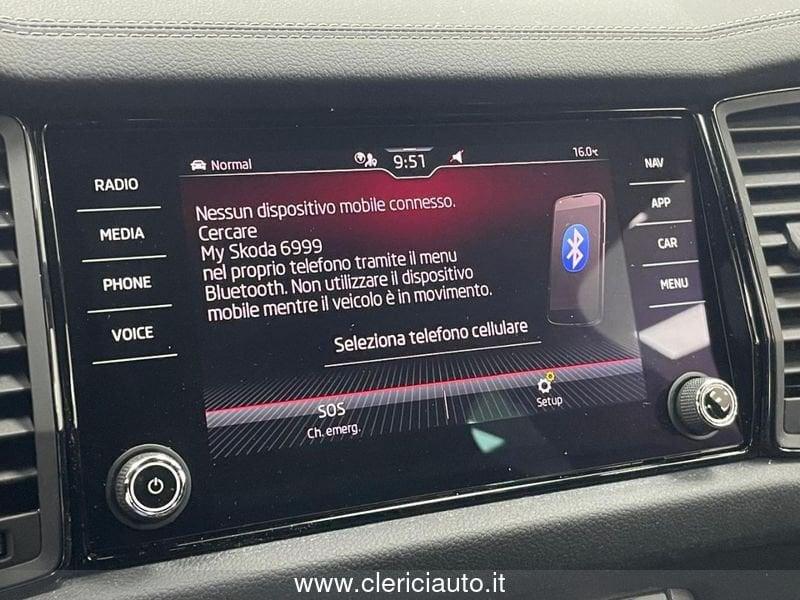 Normal
9:51
16.0°C
RADIO
MEDIA
PHONE
VOICE
Nessun dispositivo mobile connesso.
Cercare
My Skoda 6999
nel proprio telefono tramite il menu
Bluetooth. Non utilizzare il dispositivo
mobile mentre il veicolo è in movimento.
Seleziona telefono cellulare
SOS
Ch. emerg.
Setup
NAV
APP
CAR
MENU
www.clericiauto.it